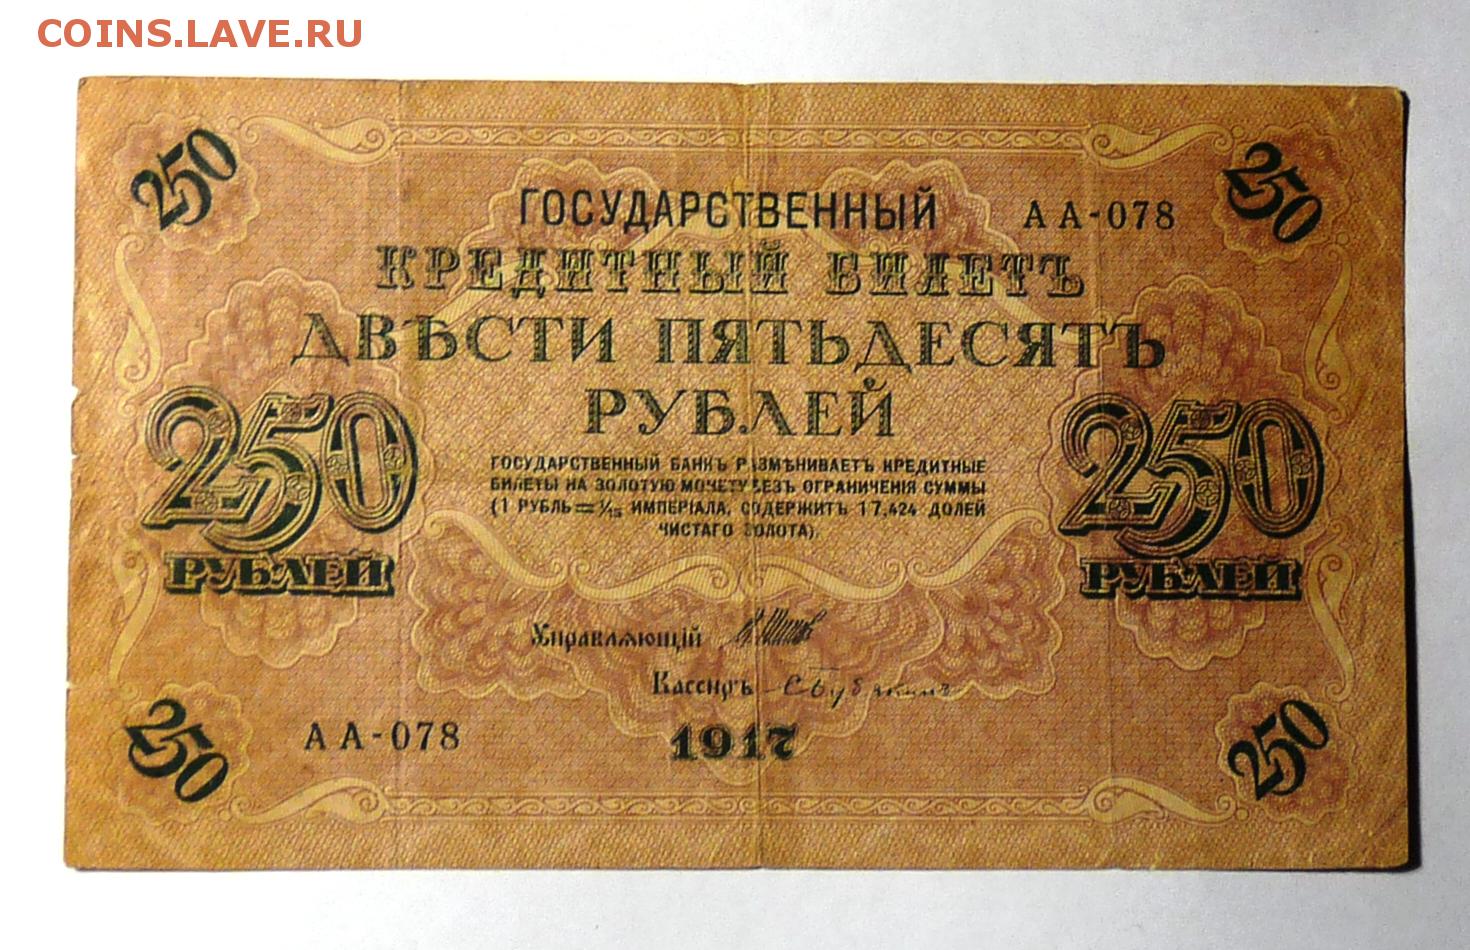 COINS.LAVE.RU
250
250
ГОСУДАРСТВЕННЫЙ
АА-078
КРЕДИТНЫЙ БИЛЕТЪ
ДВѢСТИ ПЯТЬДЕСЯТЪ
РУБЛЕЙ
250
РУБЛЕЙ
250
РУБЛЕЙ
ГОСУДАРСТВЕННЫЙ БАНКЪ РАЗМѢНИВАЕТЪ КРЕДИТНЫЕ
БИЛЕТЫ НА ЗОЛОТУЮ МОНЕТУ БЕЗЪ ОГРАНИЧЕНІЯ СУММЫ
(1 РУБЛЬ = 1/15 ИМПЕРІАЛА, СОДЕРЖИТЪ 17,424 ДОЛЕЙ
ЧИСТАГО ЗОЛОТА).
Управляющій
Кассиръ
АА-078
1917
250
250